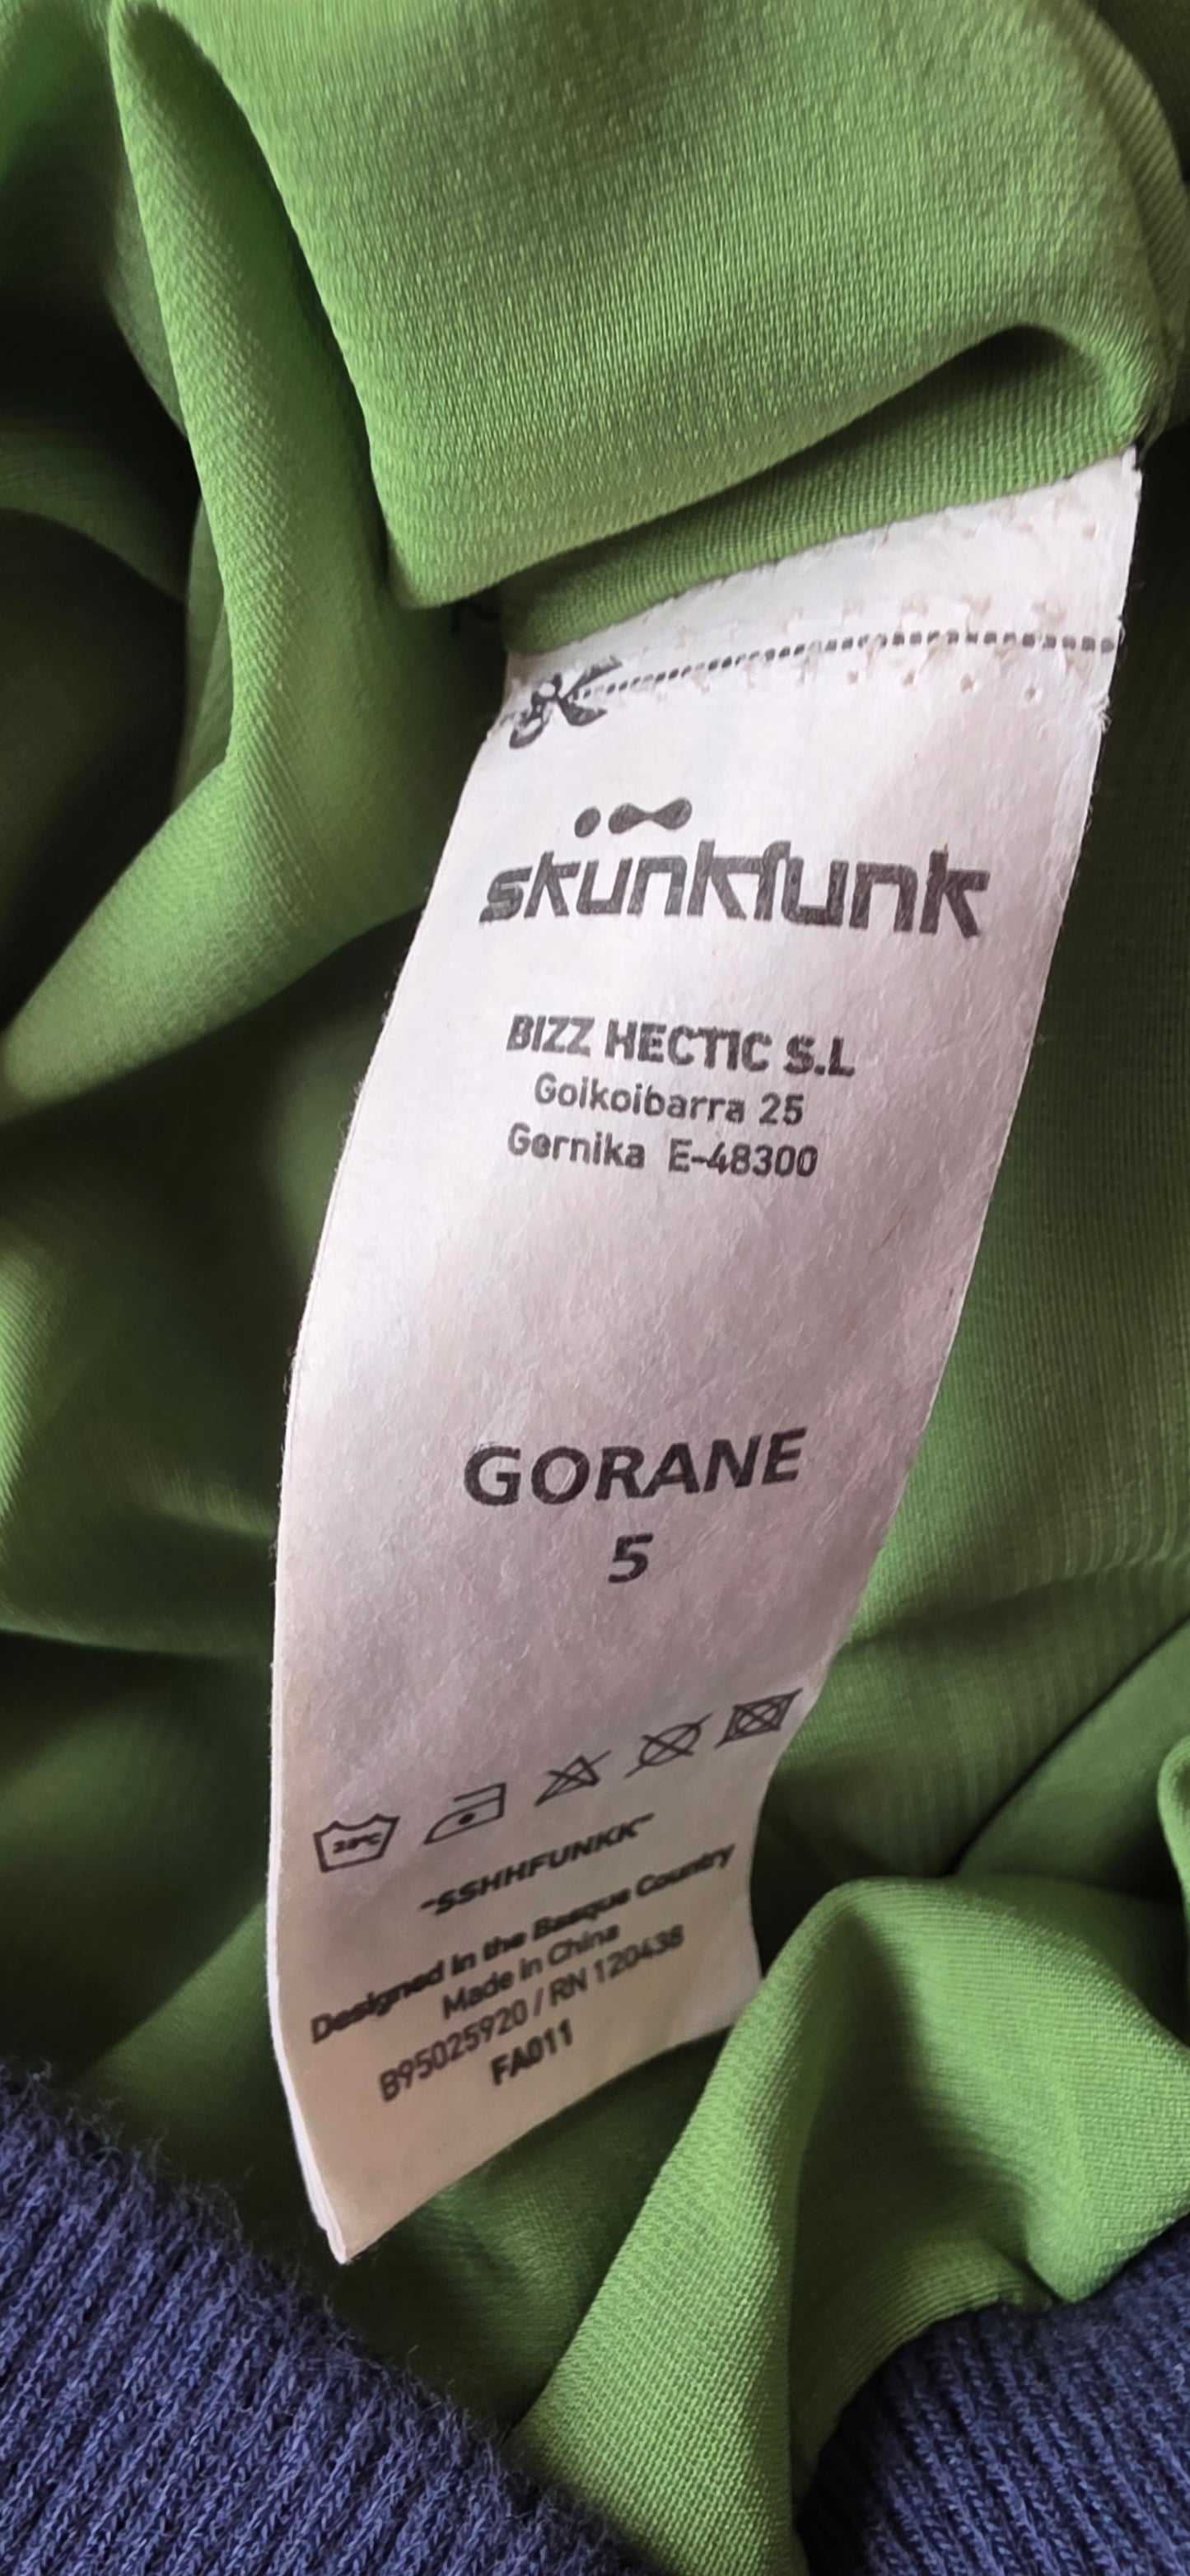 skunkfunk
BIZZ HECTIC S.L
Goikoibarra 25
Gernika E-48300
GORANE
5
"SSHHFUNKK"
Designed in the Basque Country
Made in China
B95025920 / RN 120438
FA011